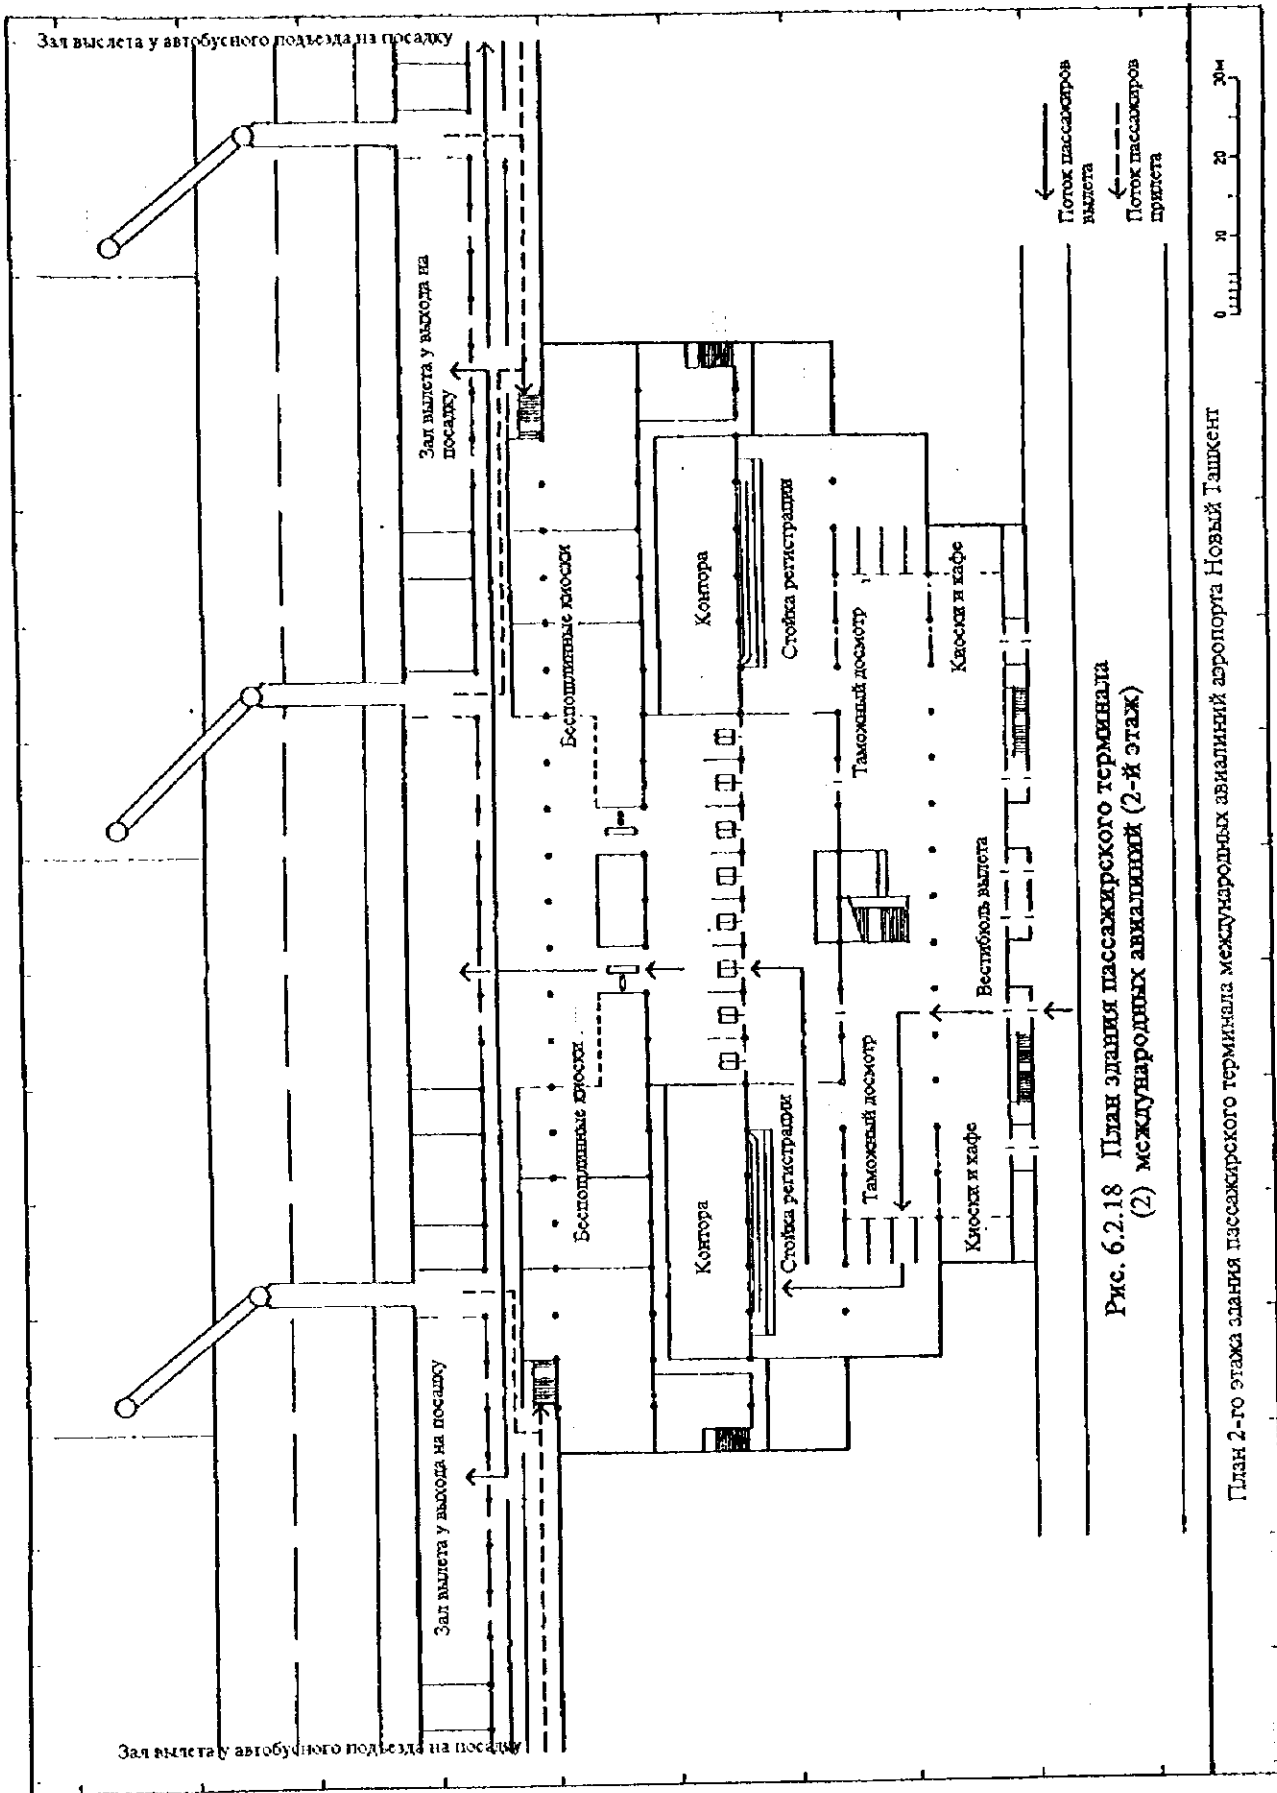 Зал выслета у автобусного подъезда на посадку
Зал вылета у автобусного подъезда на посадку
Зал вылета у выхода на посадку
Зал вылета у выхода на
посадку
Беспошлинные киоски
Беспошлинные киоски
Контора
Контора
Стойка регистрации
Стойка регистрации
Таможный досмотр
Таможный досмотр
Киоски и кафе
Вестибюль вылета
Киоски и кафе
Поток пассажиров
вылета
Поток пассажиров
прилета
0 10 20 30м
Рис. 6.2.18 План здания пассажирского терминала
(2) международных авиалиний (2-й этаж)
План 2-го этажа здания пассажирского терминала международных авиалиний аэропорта Новый Ташкент